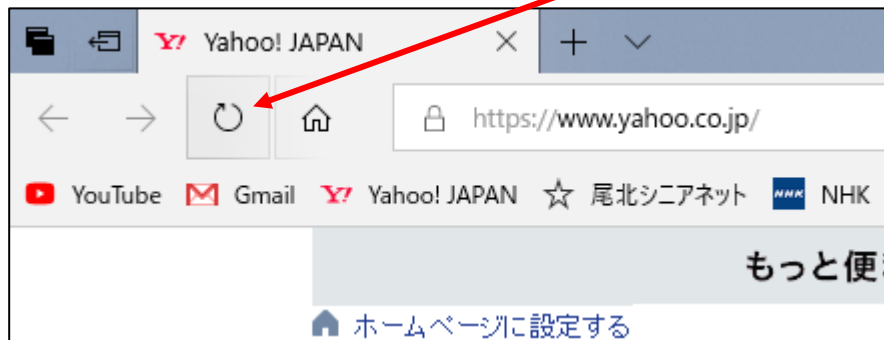 Y! Yahoo! JAPAN
https://www.yahoo.co.jp/
YouTube Gmail Y! Yahoo! JAPAN 尾北シニアネット NHK NHK
もっと便
ホームページに設定する